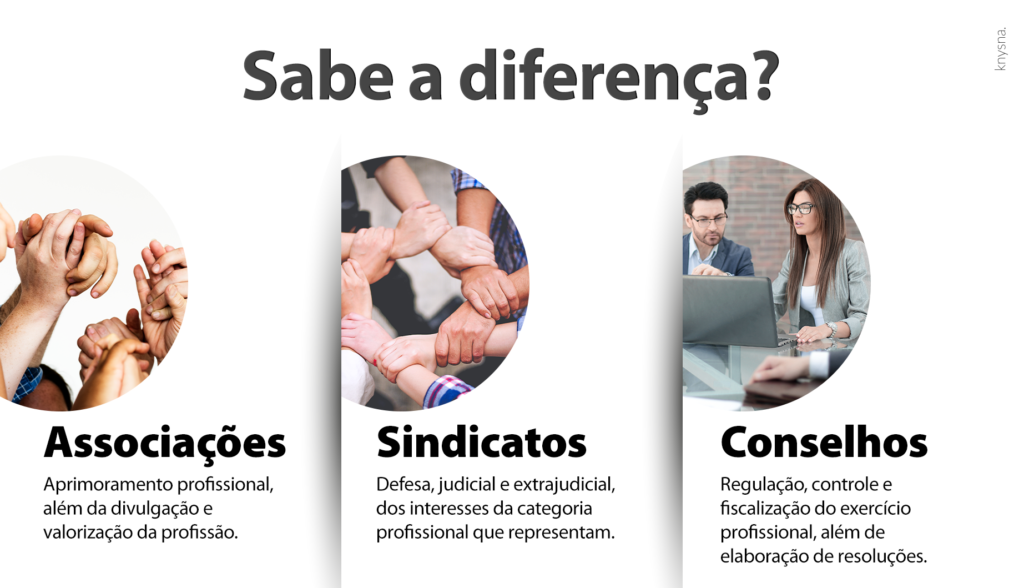 knysna.
Sabe a diferença?
Associações
Aprimoramento profissional,
além da divulgação e
valorização da profissão.
Sindicatos
Defesa, judicial e extrajudicial,
dos interesses da categoria
profissional que representam.
Conselhos
Regulação, controle e
fiscalização do exercício
profissional, além de
elaboração de resoluções.